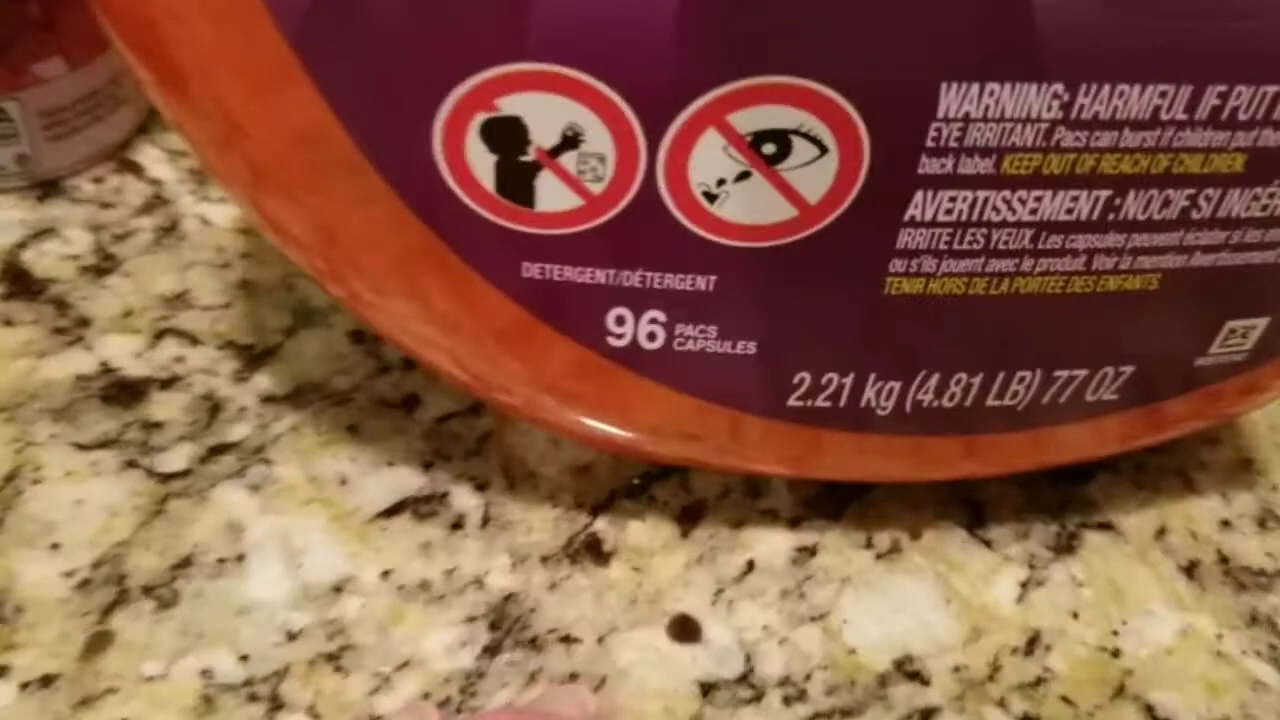 WARNING: HARMFUL IF PUT
EYE IRRITANT. Pacs can burst if children put
back label. KEEP OUT OF REACH OF CHILDREN.
AVERTISSEMENT : NOCIF SI INGÉR
IRRITE LES YEUX. Les capsules peuvent éclater si les
ou s'ils jouent avec le produit. Voir la mention Avertissement
TENIR HORS DE LA PORTÉE DES ENFANTS.
DETERGENT/DÉTERGENT
96 PACS
CAPSULES
2.21 kg (4.81 LB) 77 OZ